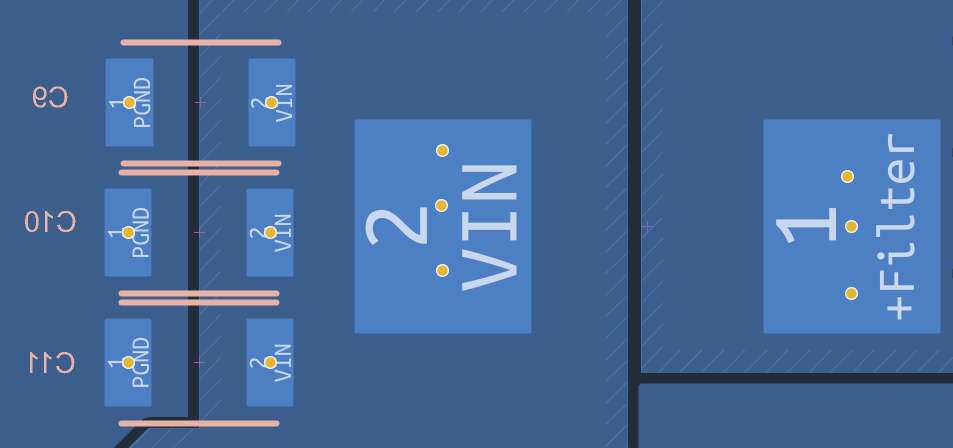 C9
1
PGND
2
VIN
C10
1
PGND
2
VIN
C11
1
PGND
2
VIN
2
VIN
1
+Filter